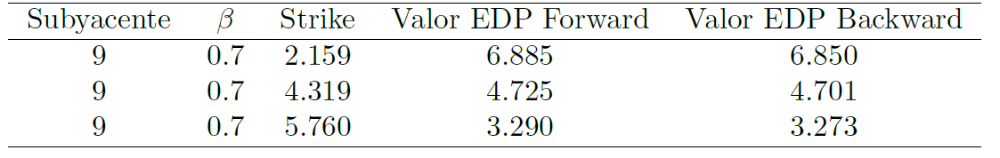 Subyacente β Strike Valor EDP Forward Valor EDP Backward
9 0.7 2.159 6.885 6.850
9 0.7 4.319 4.725 4.701
9 0.7 5.760 3.290 3.273